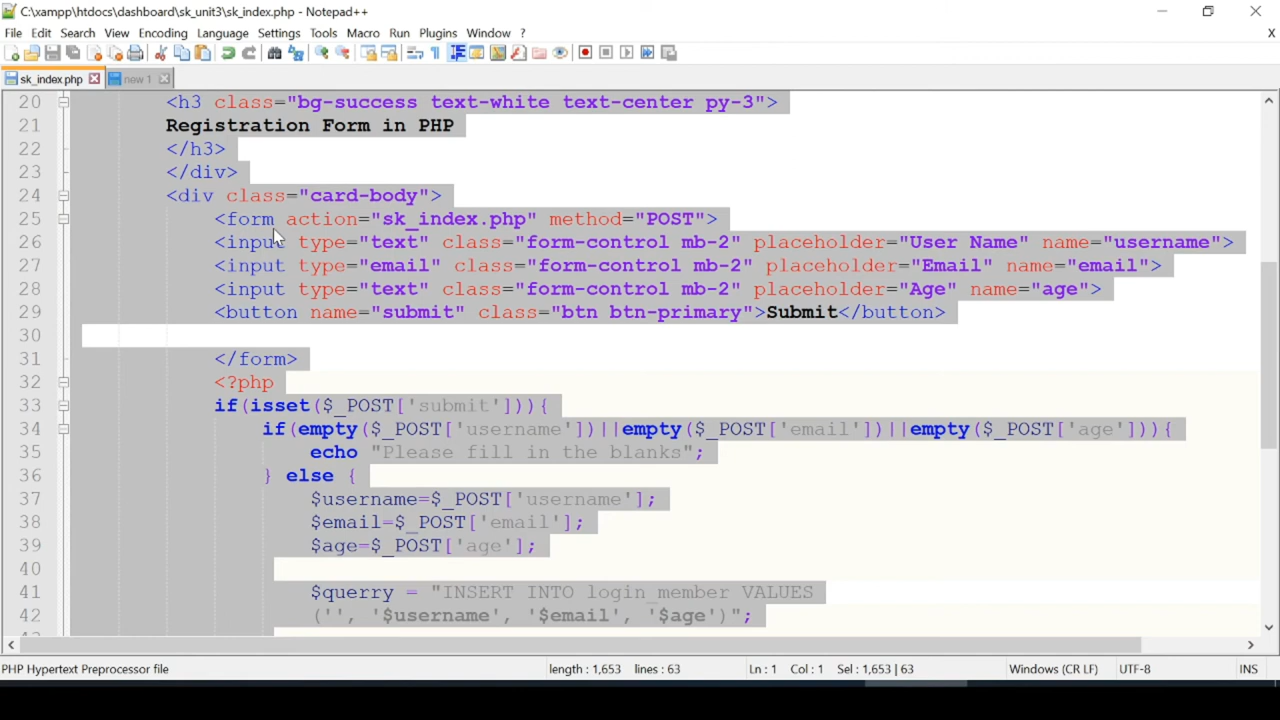 C:\xampp\htdocs\dashboard\sk_unit3\sk_index.php - Notepad++
File Edit Search View Encoding Language Settings Tools Macro Run Plugins Window ? X
sk_index.php new 1
20 <h3 class="bg-success text-white text-center py-3">
21 Registration Form in PHP
22 </h3>
23 </div>
24 <div class="card-body">
25 <form action="sk_index.php" method="POST">
26 <input type="text" class="form-control mb-2" placeholder="User Name" name="username">
27 <input type="email" class="form-control mb-2" placeholder="Email" name="email">
28 <input type="text" class="form-control mb-2" placeholder="Age" name="age">
29 <button name="submit" class="btn btn-primary">Submit</button>
30
31 </form>
32 <?php
33 if(isset($_POST['submit'])){
34 if(empty($_POST['username'])||empty($_POST['email'])||empty($_POST['age'])){
35 echo "Please fill in the blanks";
36 } else {
37 $username=$_POST['username'];
38 $email=$_POST['email'];
39 $age=$_POST['age'];
40
41 $querry = "INSERT INTO login_member VALUES
42 ('', '$username', '$email', '$age')";
PHP Hypertext Preprocessor file length : 1,653 lines : 63 Ln : 1 Col : 1 Sel : 1,653 | 63 Windows (CR LF) UTF-8 INS